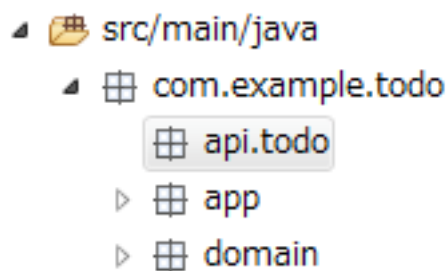 src/main/java
com.example.todo
api.todo
app
domain